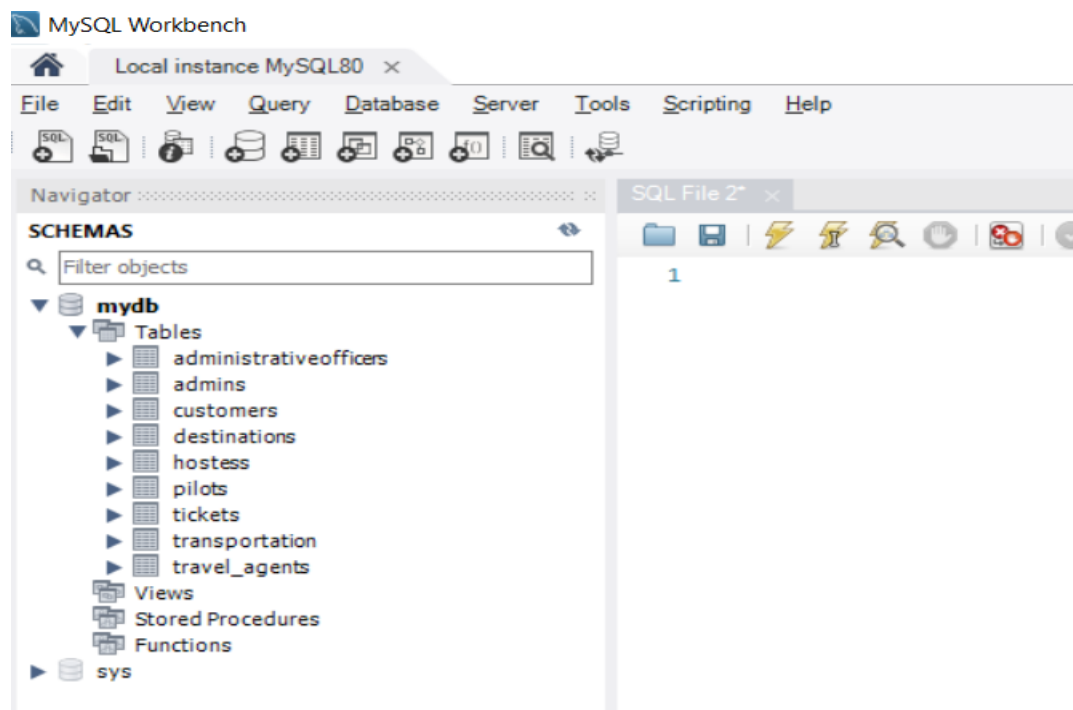 MySQL Workbench
Local instance MySQL80 ×
File Edit View Query Database Server Tools Scripting Help
SQL SQL
Navigator SQL File 2* ×
SCHEMAS
Filter objects
1
mydb
Tables
administrativeofficers
admins
customers
destinations
hostess
pilots
tickets
transportation
travel_agents
Views
Stored Procedures
Functions
sys